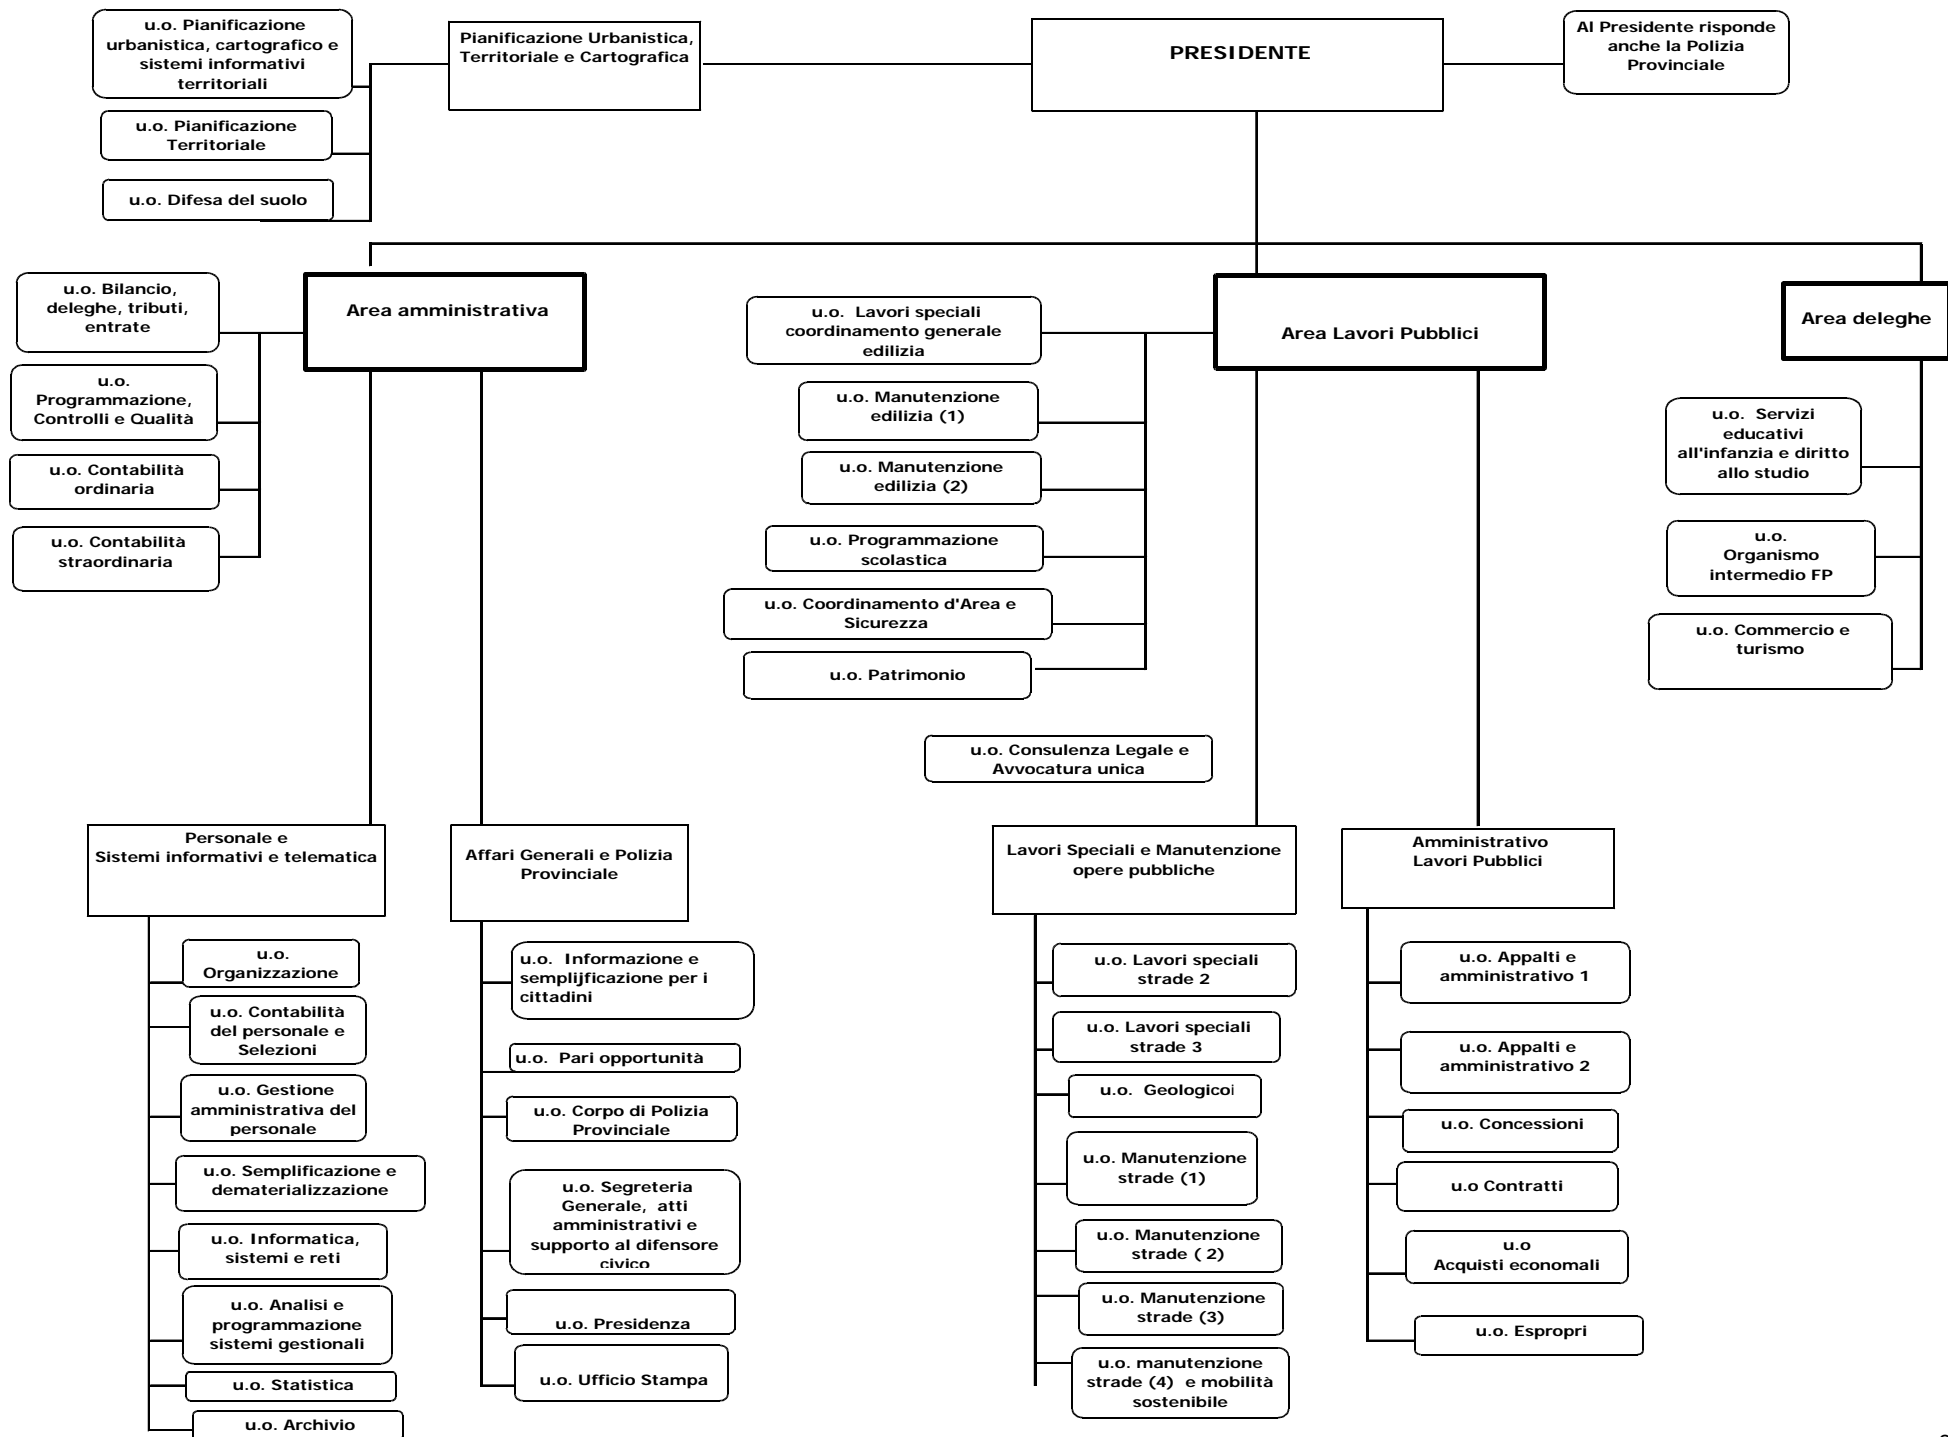 u.o. Pianificazione
urbanistica, cartografico e
sistemi informativi
territoriali
Pianificazione Urbanistica,
Territoriale e Cartografica
PRESIDENTE
Al Presidente risponde
anche la Polizia
Provinciale
u.o. Pianificazione
Territoriale
u.o. Difesa del suolo
u.o. Bilancio,
deleghe, tributi,
entrate
Area amministrativa
u.o. Programmazione,
Controlli e Qualità
u.o. Contabilità
ordinaria
u.o. Contabilità
straordinaria
u.o. Lavori speciali
coordinamento generale
edilizia
Area Lavori Pubblici
u.o. Manutenzione
edilizia (1)
u.o. Manutenzione
edilizia (2)
u.o. Programmazione
scolastica
u.o. Coordinamento d'Area e
Sicurezza
u.o. Patrimonio
u.o. Consulenza Legale e
Avvocatura unica
Area deleghe
u.o. Servizi
educativi
all'infanzia e diritto
allo studio
u.o.
Organismo
intermedio FP
u.o. Commercio e
turismo
Personale e
Sistemi informativi e telematica
u.o.
Organizzazione
u.o. Contabilità
del personale e
Selezioni
u.o. Gestione
amministrativa del
personale
u.o. Semplificazione e
dematerializzazione
u.o. Informatica,
sistemi e reti
u.o. Analisi e
programmazione
sistemi gestionali
u.o. Statistica
u.o. Archivio
Affari Generali e Polizia
Provinciale
u.o. Informazione e
semplijficazione per i
cittadini
u.o. Pari opportunità
u.o. Corpo di Polizia
Provinciale
u.o. Segreteria
Generale, atti
amministrativi e
supporto al difensore
civico
u.o. Presidenza
u.o. Ufficio Stampa
Lavori Speciali e Manutenzione
opere pubbliche
u.o. Lavori speciali
strade 2
u.o. Lavori speciali
strade 3
u.o. Geologicoi
u.o. Manutenzione
strade (1)
u.o. Manutenzione
strade ( 2)
u.o. Manutenzione
strade (3)
u.o. manutenzione
strade (4) e mobilità
sostenibile
Amministrativo
Lavori Pubblici
u.o. Appalti e
amministrativo 1
u.o. Appalti e
amministrativo 2
u.o. Concessioni
u.o Contratti
u.o
Acquisti economali
u.o. Espropri